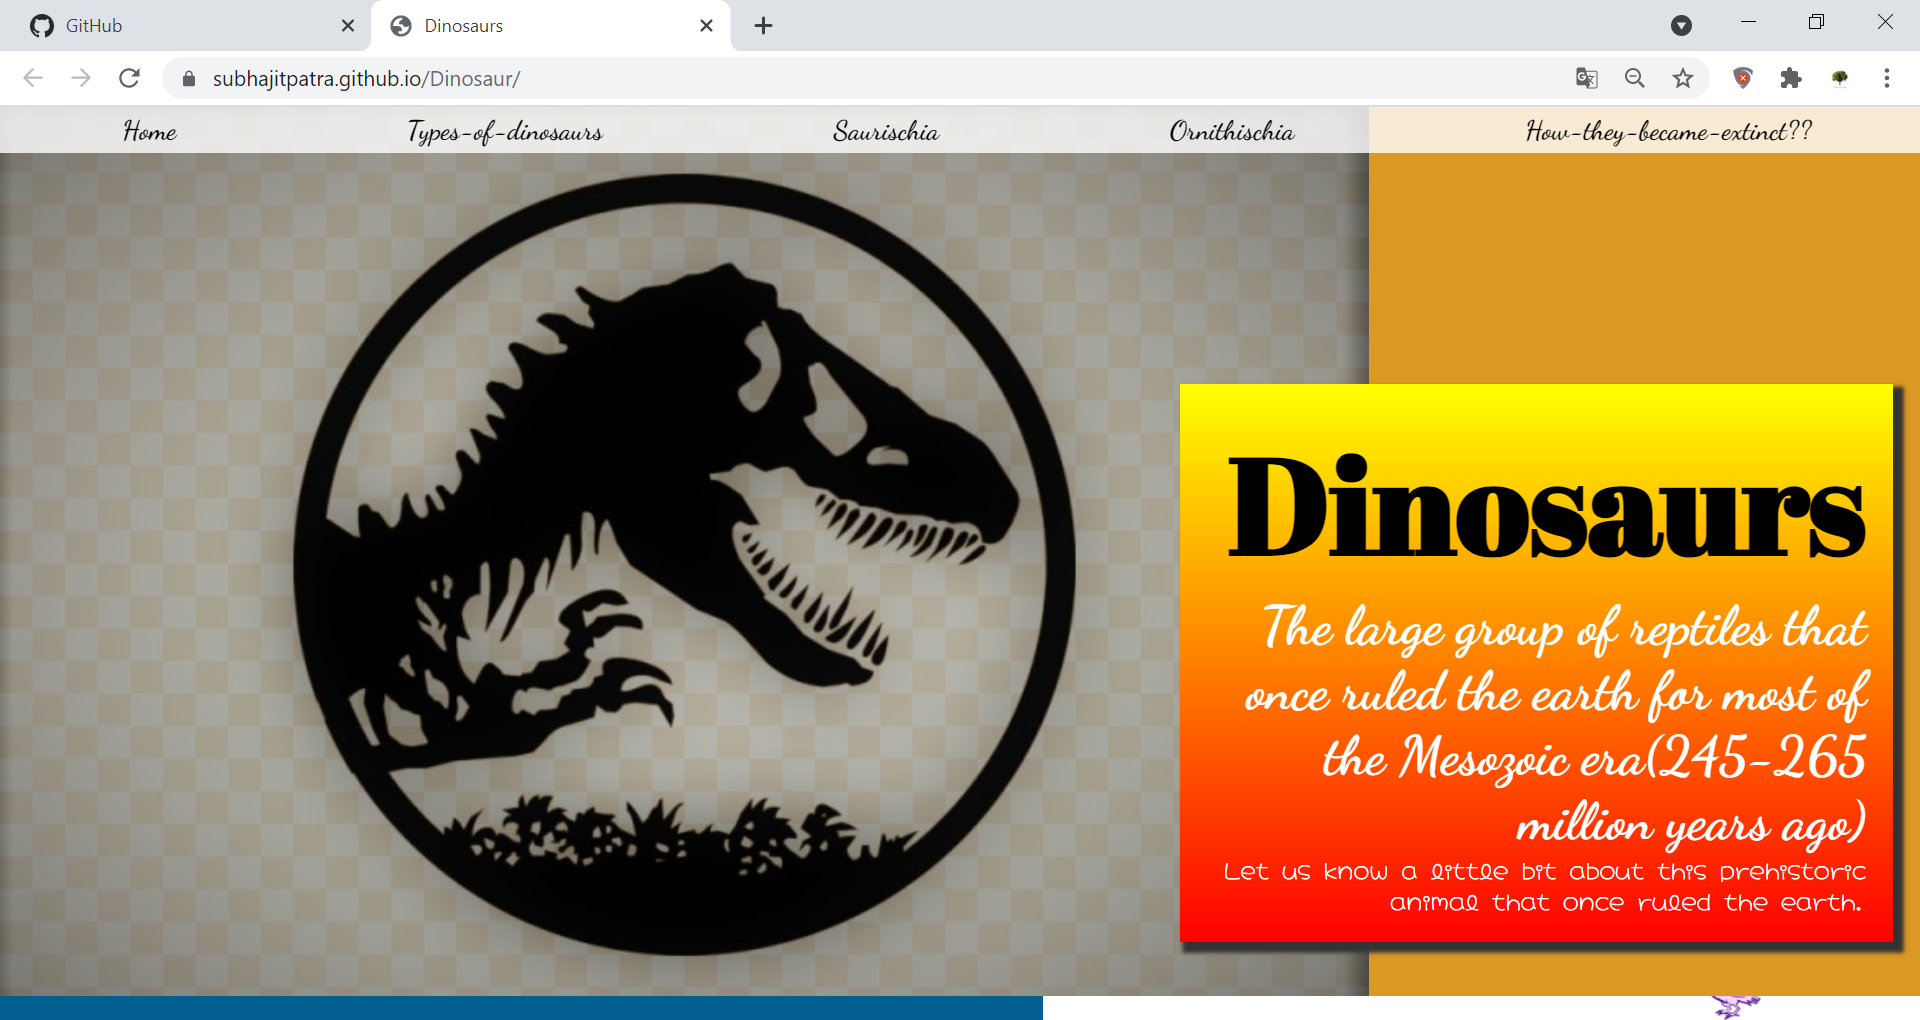 GitHub
Dinosaurs
subhajitpatra.github.io/Dinosaur/
Home Types-of-dinosaurs Saurischia Ornithischia How-they-became-extinct??
Dinosaurs
The large group of reptiles that
once ruled the earth for most of
the Mesozoic era(245-265
million years ago)
Let us know a little bit about this prehistoric
animal that once ruled the earth.